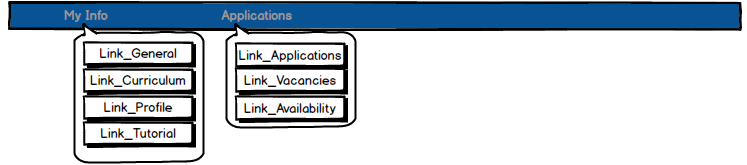 My Info
Applications
Link_General
Link_Curriculum
Link_Profile
Link_Tutorial
Link_Applications
Link_Vacancies
Link_Availability